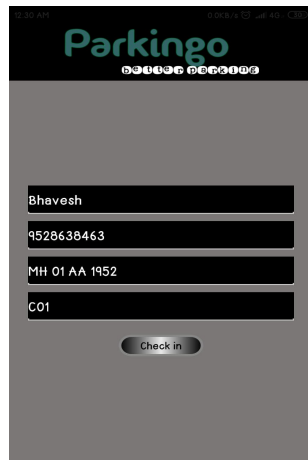 12.30 AM
Parkingo
better parking
Bhavesh
9528638463
MH 01 AA 1952
C01
Check in